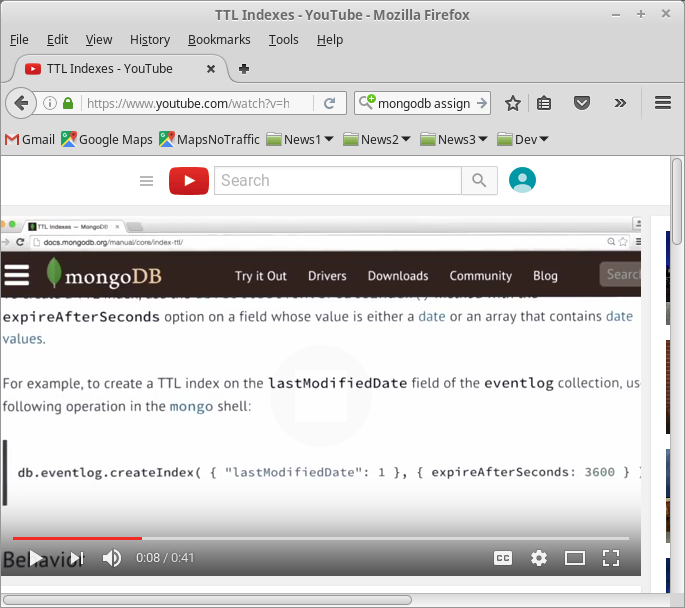 TTL Indexes - YouTube - Mozilla Firefox
File Edit View History Bookmarks Tools Help
TTL Indexes - YouTube
https://www.youtube.com/watch?v=h
mongodb assign
Gmail Google Maps MapsNoTraffic News1 News2 News3 Dev
Search
TTL Indexes — MongoDB
docs.mongodb.org/manual/core/index-ttl/
mongoDB Try it Out Drivers Downloads Community Blog Search
expireAfterSeconds option on a field whose value is either a date or an array that contains date
values.
For example, to create a TTL index on the lastModifiedDate field of the eventlog collection, us
following operation in the mongo shell:
db.eventlog.createIndex( { "lastModifiedDate": 1 }, { expireAfterSeconds: 3600 } )
Behavior
0:08 / 0:41
CC